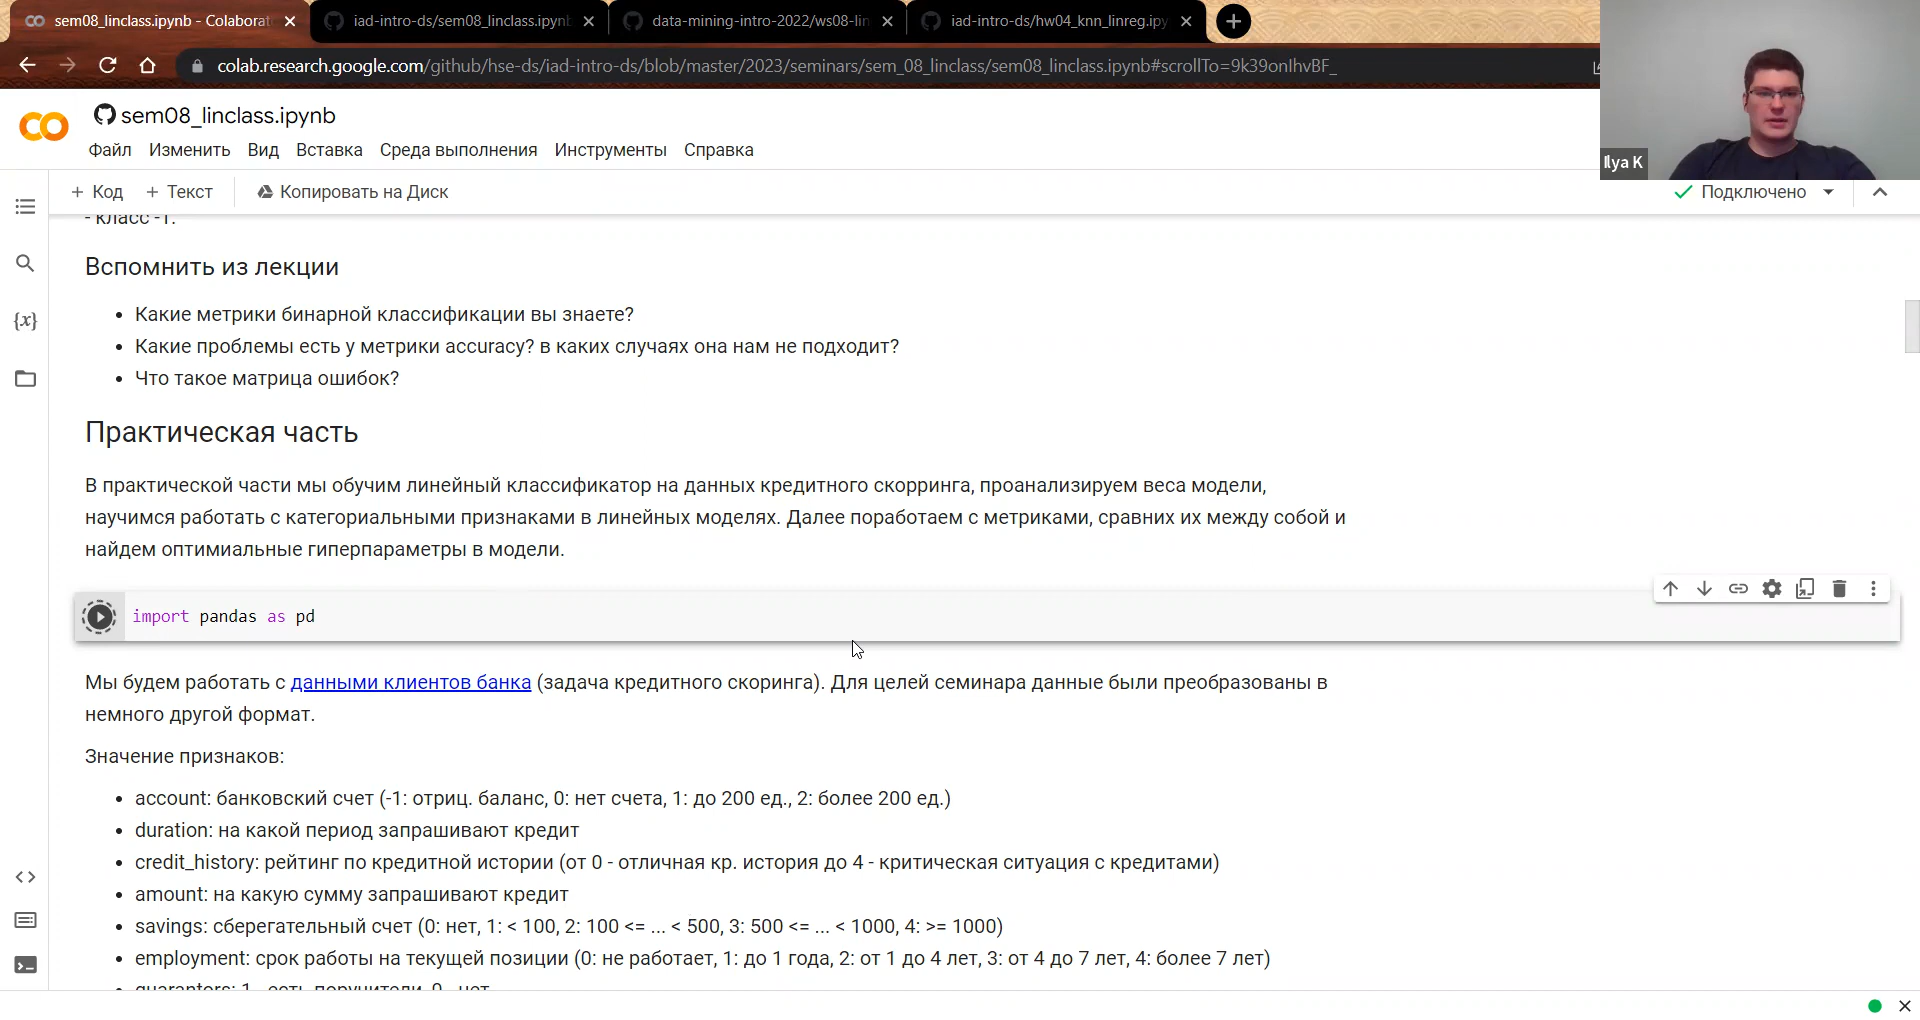 sem08_linclass.ipynb - Colaborat
iad-intro-ds/sem08_linclass.ipynb
data-mining-intro-2022/ws08-lin
iad-intro-ds/hw04_knn_linreg.ipy
colab.research.google.com/github/hse-ds/iad-intro-ds/blob/master/2023/seminars/sem_08_linclass/sem08_linclass.ipynb#scrollTo=9k39onIhvBF_
CO
sem08_linclass.ipynb
Файл Изменить Вид Вставка Среда выполнения Инструменты Справка
Ilya K
+ Код + Текст Копировать на Диск
Подключено
- класс -1.
Вспомнить из лекции
• Какие метрики бинарной классификации вы знаете?
• Какие проблемы есть у метрики accuracy? в каких случаях она нам не подходит?
• Что такое матрица ошибок?
Практическая часть
В практической части мы обучим линейный классификатор на данных кредитного скорринга, проанализируем веса модели,
научимся работать с категориальными признаками в линейных моделях. Далее поработаем с метриками, сравних их между собой и
найдем оптимиальные гиперпараметры в модели.
import pandas as pd
Мы будем работать с данными клиентов банка (задача кредитного скоринга). Для целей семинара данные были преобразованы в
немного другой формат.
Значение признаков:
• account: банковский счет (-1: отриц. баланс, 0: нет счета, 1: до 200 ед., 2: более 200 ед.)
• duration: на какой период запрашивают кредит
• credit_history: рейтинг по кредитной истории (от 0 - отличная кр. история до 4 - критическая ситуация с кредитами)
• amount: на какую сумму запрашивают кредит
• savings: сберегательный счет (0: нет, 1: < 100, 2: 100 <= ... < 500, 3: 500 <= ... < 1000, 4: >= 1000)
• employment: срок работы на текущей позиции (0: не работает, 1: до 1 года, 2: от 1 до 4 лет, 3: от 4 до 7 лет, 4: более 7 лет)
• guarantors: 1 - есть поручители, 0 - нет